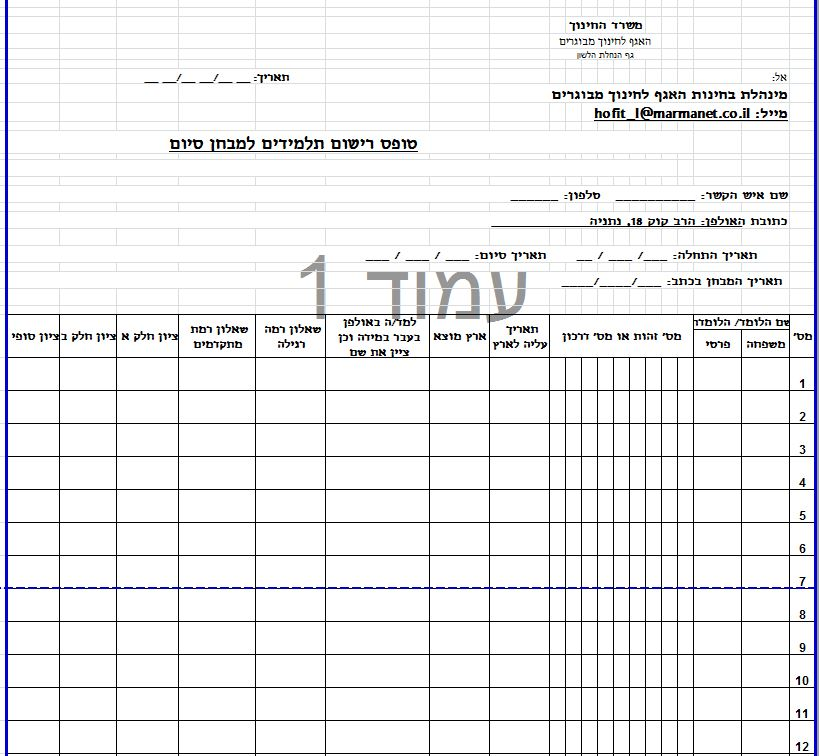 משרד החינוך
האגף לחינוך מבוגרים
גף הנחלת הלשון
אל:
תאריך: __ __/__ __/__ __
מינהלת בחינות האגף לחינוך מבוגרים
מייל: hofit_l@marmanet.co.il
טופס רישום תלמידים למבחן סיום
שם איש הקשר: __________ סלפון: ______
כתובת האולפן: הרב קוק 18, נתניה
תאריך התחלה: ___/ ___ / __ תאריך סיום: ___ / ___ / ___
תאריך המבחן בכתב: ___/____/____
עמוד 1
מס' שם הלומד/ הלומדת משפחה פרטי מס' זהות או מס' דרכון תאריך עליה לארץ ארץ מוצא למד/ה באולפן בעבר במידה וכן ציין את שם שאלון רמה רגילה שאלון רמת מתקדמים ציון חלק א ציון חלק ב ציון סופי
1
2
3
4
5
6
7
8
9
10
11
12